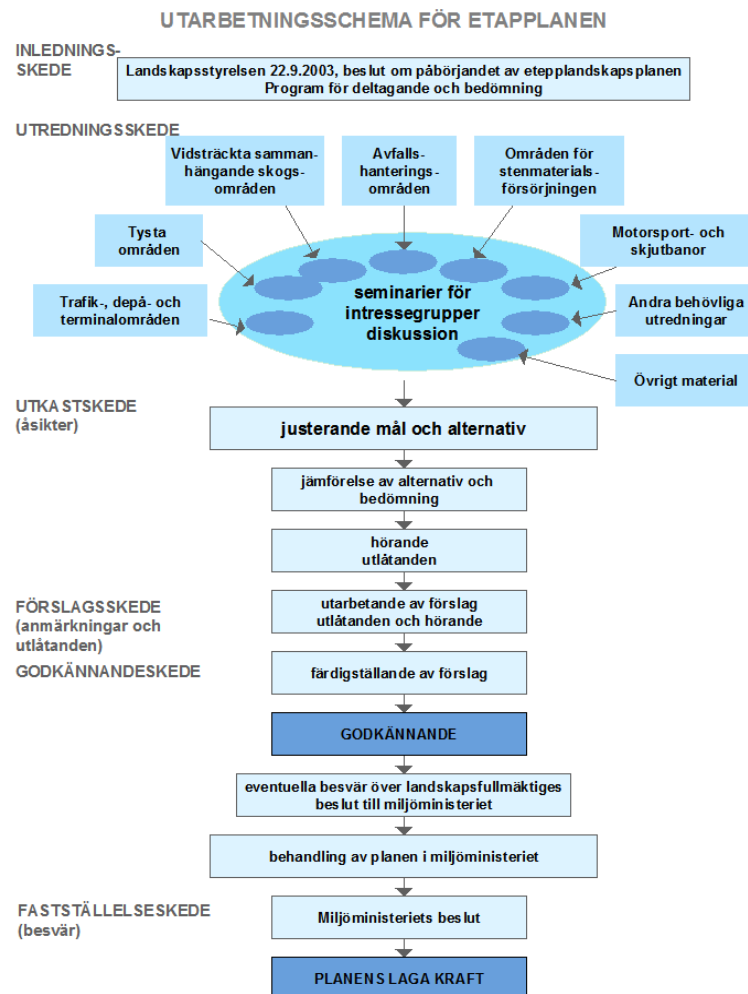 UTARBETNINGSSCHEMA FÖR ETAPPLANEN
INLEDNINGS-
SKEDE
Landskapsstyrelsen 22.9.2003, beslut om påbörjandet av etepplandskapsplanen
Program för deltagande och bedömning
UTREDNINGSSKEDE
Vidsträckta samman-
hängande skogs-
områden
Avfalls-
hanterings-
områden
Områden för
stenmaterials-
försörjningen
Tysta
områden
Motorsport- och
skjutbanor
Trafik-, depå- och
terminalområden
seminarier för
intressegrupper
diskussion
Andra behövliga
utredningar
Övrigt material
UTKASTSKEDE
(åsikter)
justerande mål och alternativ
jämförelse av alternativ och
bedömning
hörande
utlåtanden
FÖRSLAGSSKEDE
(anmärkningar och
utlåtanden)
utarbetande av förslag
utlåtanden och hörande
GODKÄNNANDESKEDE
färdigställande av förslag
GODKÄNNANDE
eventuella besvär över landskapsfullmäktiges
beslut till miljöministeriet
behandling av planen i miljöministeriet
FASTSTÄLLELSESKEDE
(besvär)
Miljöministeriets beslut
PLANENS LAGA KRAFT